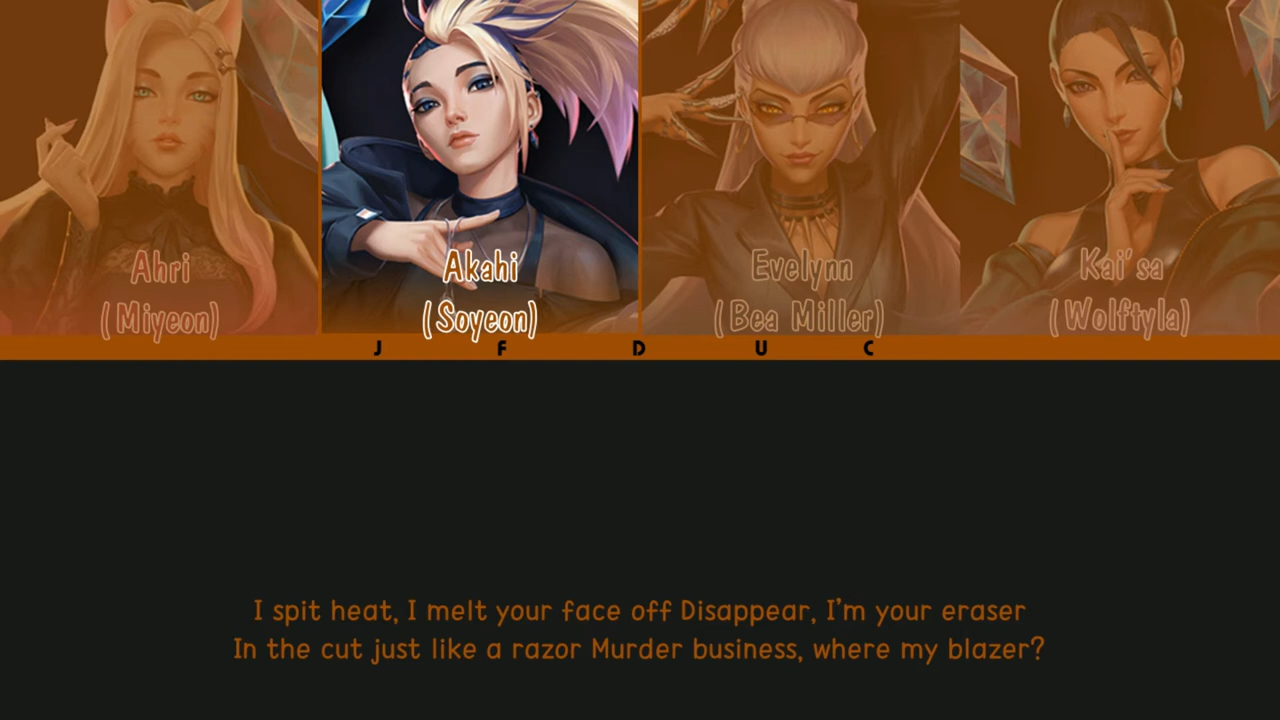 Ahri
(Miyeon)
Akahi
(Soyeon)
Evelynn
(Bea Miller)
Kai'sa
(Wolftyla)
J F D U C
I spit heat, I melt your face off Disappear, I'm your eraser
In the cut just like a razor Murder business, where my blazer?